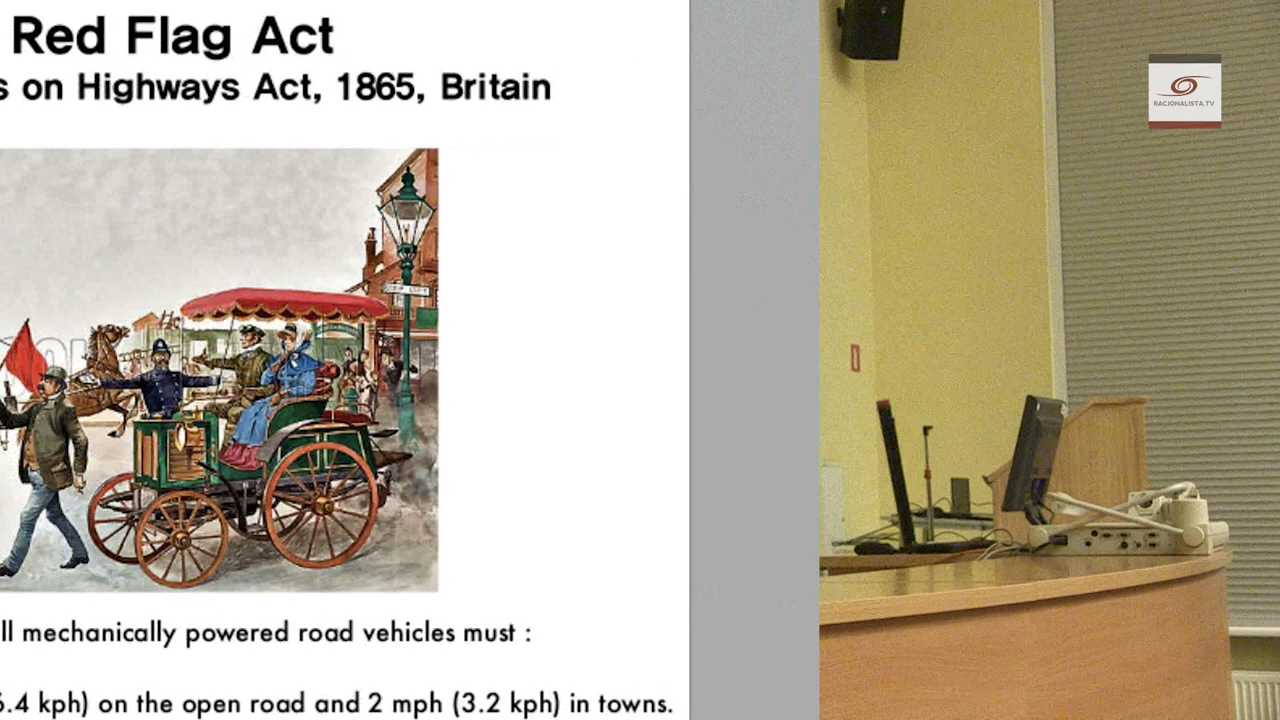 Red Flag Act
s on Highways Act, 1865, Britain
RACJONALISTA.TV
ll mechanically powered road vehicles must :
6.4 kph) on the open road and 2 mph (3.2 kph) in towns.